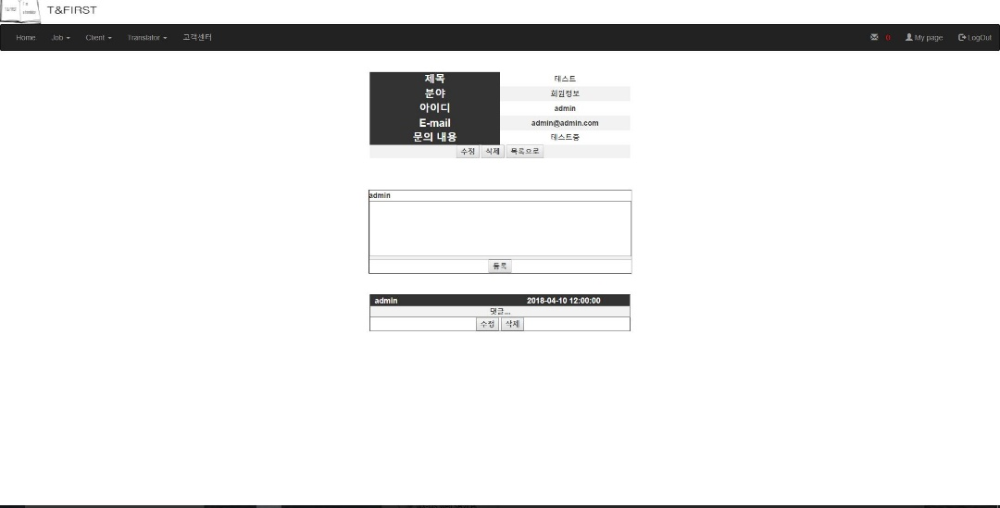 T&FIRST
Home Job Client Translator 고객센터 0 My page LogOut
제목 테스트
분야 회원정보
아이디 admin
E-mail admin@admin.com
문의 내용 테스트중
수정 삭제 목록으로
admin
등록
admin 2018-04-10 12:00:00
댓글...
수정 삭제